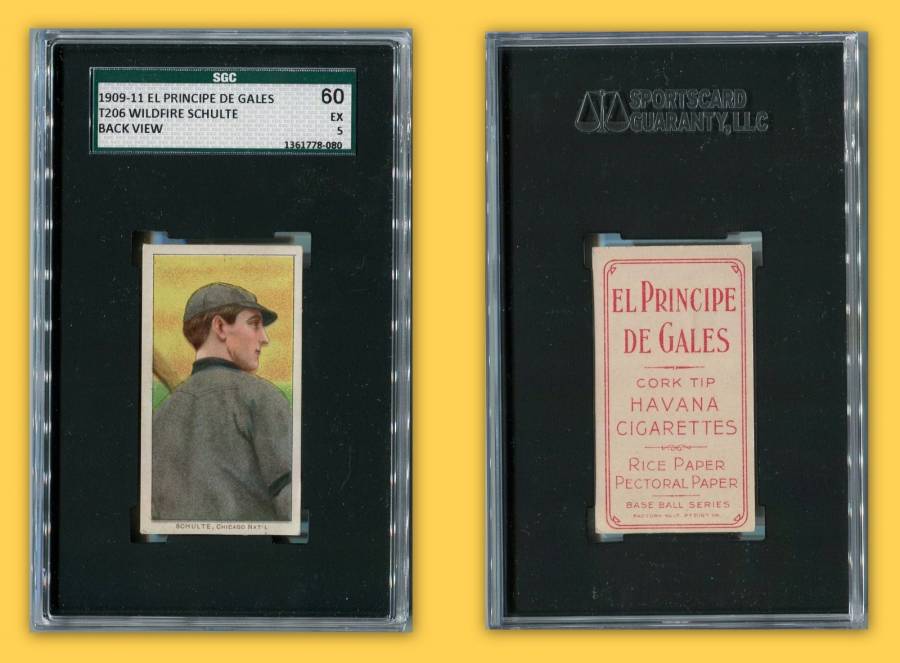 SGC
1909-11 EL PRINCIPE DE GALES 60
T206 WILDFIRE SCHULTE EX
BACK VIEW 5
1361778-080
SCHULTE, CHICAGO NAT'L
SPORTSCARD
GUARANTY, LLC
EL PRINCIPE
DE GALES
CORK TIP
HAVANA
CIGARETTES
RICE PAPER
PECTORAL PAPER
BASE BALL SERIES